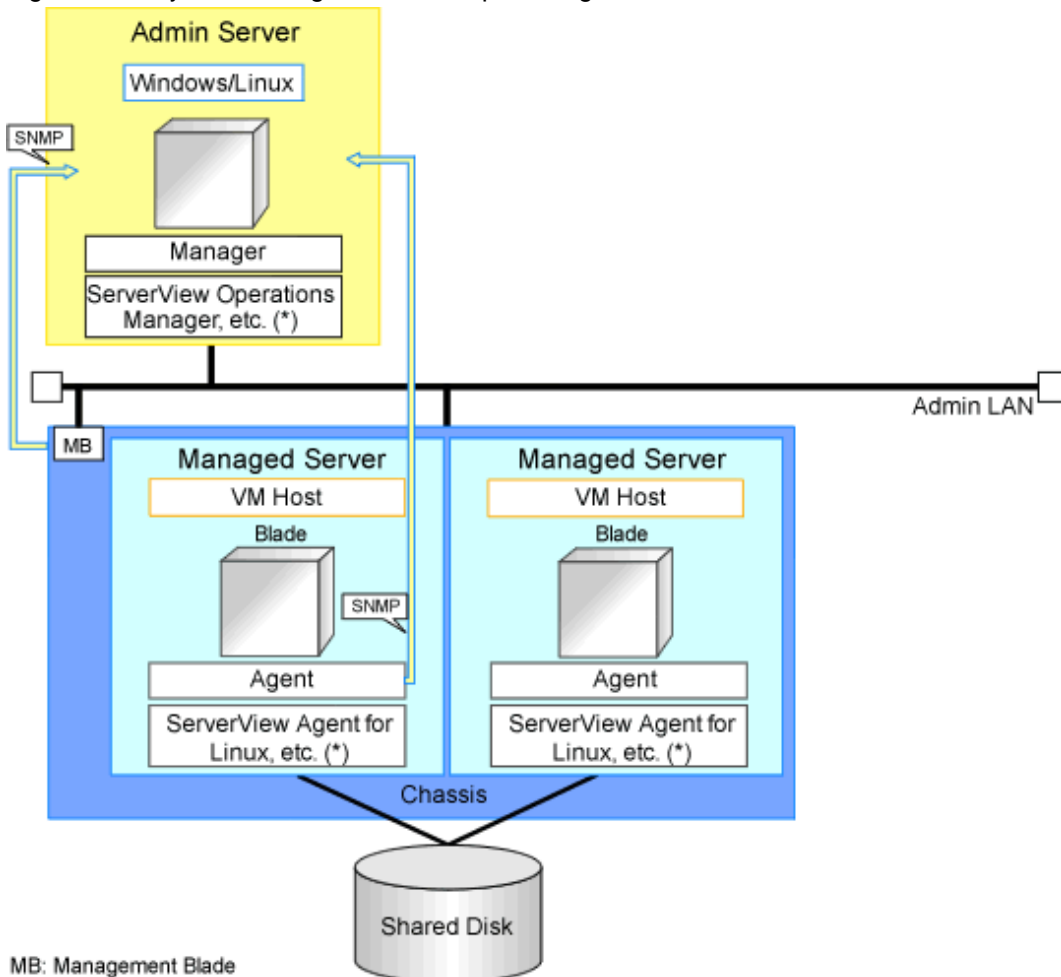 Admin Server
Windows/Linux
SNMP
Manager
ServerView Operations
Manager, etc. (*)
Admin LAN
MB
Managed Server
VM Host
Blade
SNMP
Agent
ServerView Agent for
Linux, etc. (*)
Managed Server
VM Host
Blade
Agent
ServerView Agent for
Linux, etc. (*)
Chassis
Shared Disk
MB: Management Blade